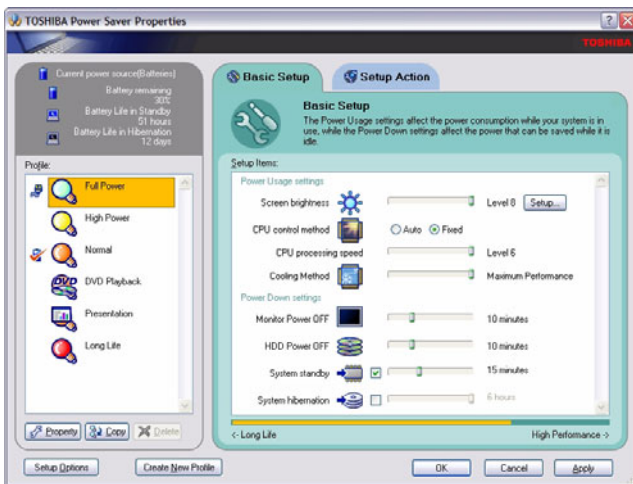 TOSHIBA Power Saver Properties
TOSHIBA
Current power source(Batteries)
Battery remaining
30%
Battery Life in Standby
51 hours
Battery Life in Hibernation
12 days
Profile:
Full Power
High Power
Normal
DVD
DVD Playback
Presentation
Long Life
Property
Copy
Delete
Basic Setup
Setup Action
Basic Setup
The Power Usage settings affect the power consumption while your system is in
use, while the Power Down settings affect the power that can be saved while it is
idle.
Setup Items:
Power Usage settings
Screen brightness
Level 8
Setup...
CPU control method
Auto
Fixed
CPU processing speed
Level 6
Cooling Method
Maximum Performance
Power Down settings
Monitor Power OFF
10 minutes
HDD Power OFF
10 minutes
System standby
15 minutes
System hibernation
6 hours
<- Long Life
High Performance ->
Setup Options
Create New Profile
OK
Cancel
Apply